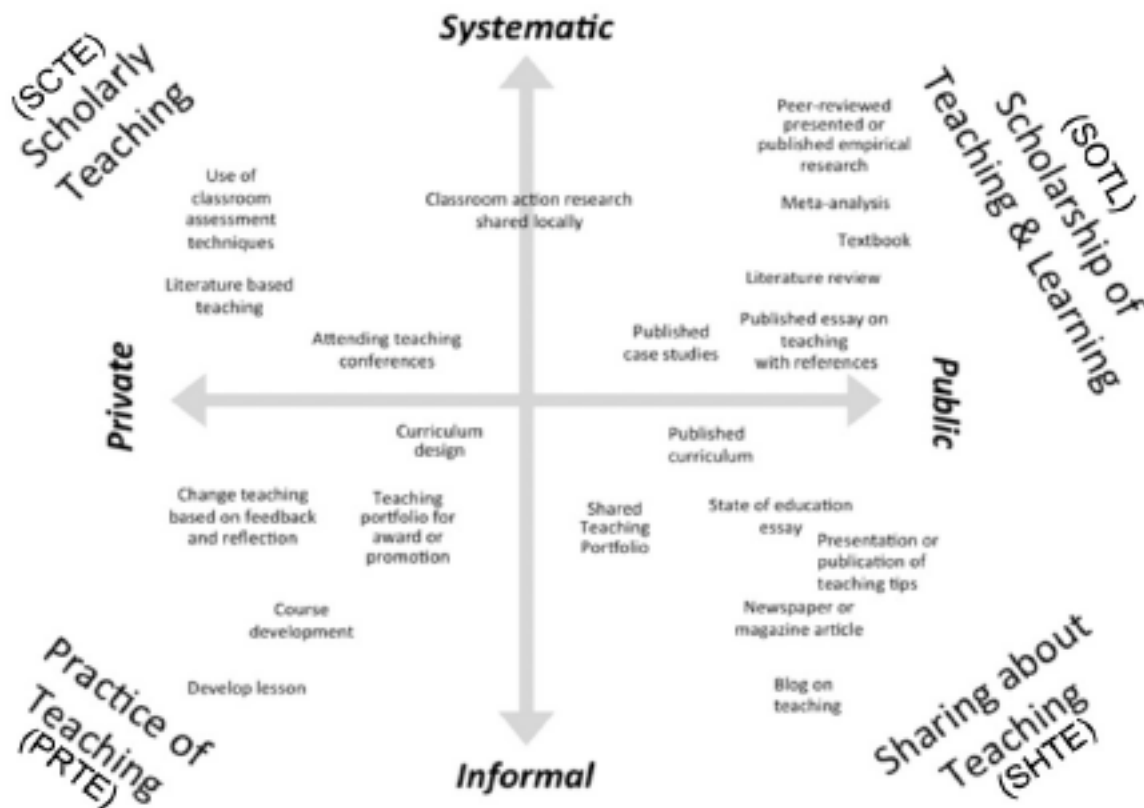 Systematic
(SCTE)
Scholarly
Teaching
(SOTL)
Scholarship of
Teaching & Learning
Peer-reviewed
presented or
published empirical
research
Use of
classroom
assessment
techniques
Classroom action research
shared locally
Meta-analysis
Textbook
Literature based
teaching
Literature review
Attending teaching
conferences
Published
case studies
Published essay on
teaching
with references
Private
Public
Curriculum
design
Published
curriculum
Change teaching
based on feedback
and reflection
Teaching
portfolio for
award or
promotion
Shared
Teaching
Portfolio
State of education
essay
Presentation or
publication of
teaching tips
Course
development
Newspaper or
magazine article
Develop lesson
Blog on
teaching
Practice of
Teaching
(PRTE)
Sharing about
Teaching
(SHTE)
Informal